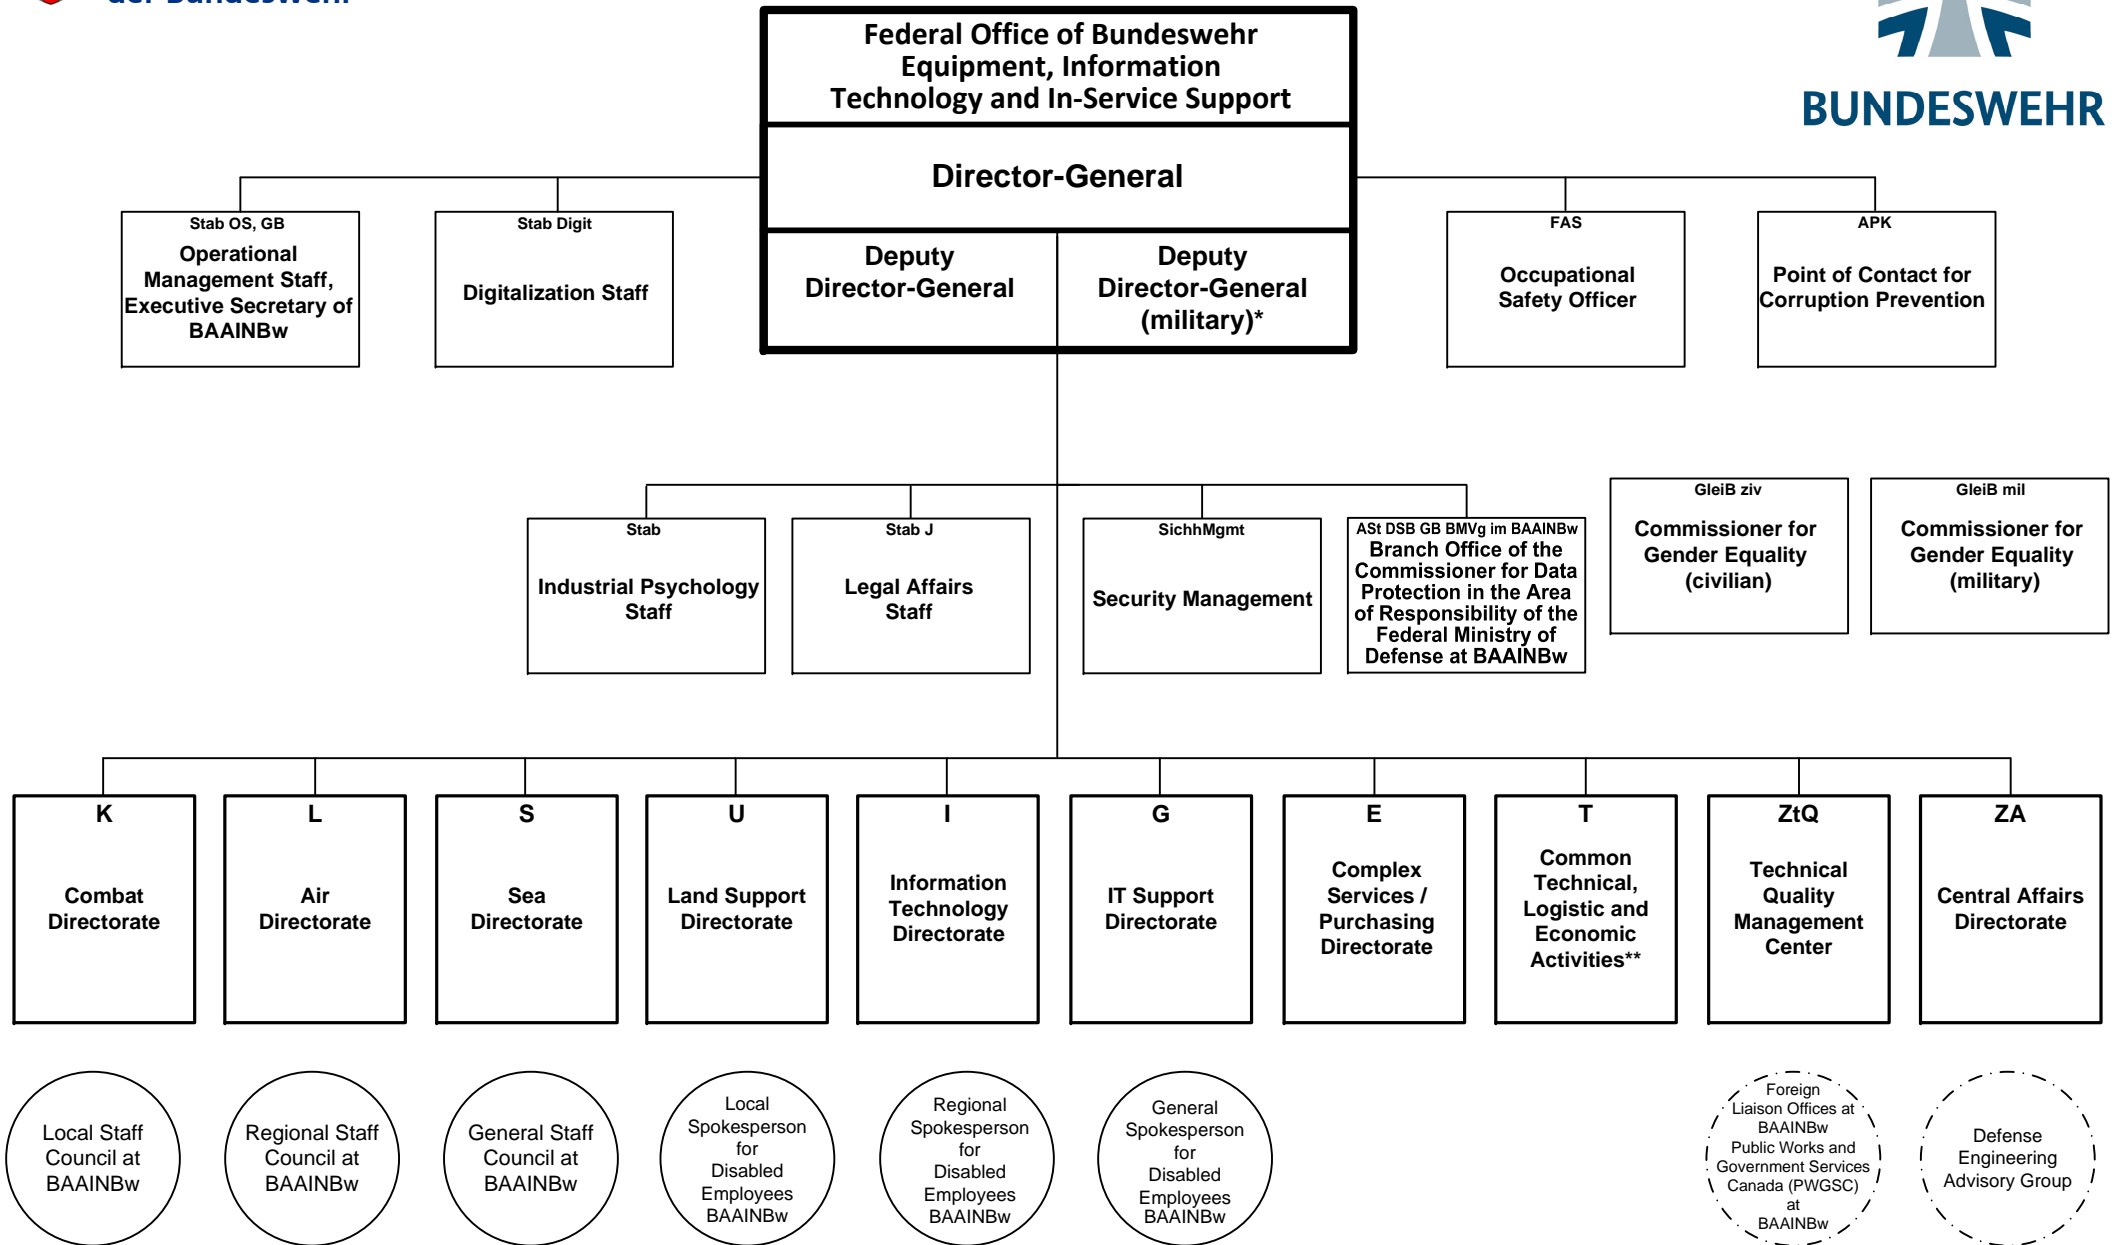 der Bundeswehr
BUNDESWEHR
Federal Office of Bundeswehr
Equipment, Information
Technology and In-Service Support
Director-General
Deputy
Director-General
Deputy
Director-General
(military)*
Stab OS, GB
Operational
Management Staff,
Executive Secretary of
BAAINBw
Stab Digit
Digitalization Staff
FAS
Occupational
Safety Officer
APK
Point of Contact for
Corruption Prevention
Stab
Industrial Psychology
Staff
Stab J
Legal Affairs
Staff
SichhMgmt
Security Management
ASt DSB GB BMVg im BAAINBw
Branch Office of the
Commissioner for Data
Protection in the Area
of Responsibility of the
Federal Ministry of
Defense at BAAINBw
GleiB ziv
Commissioner for
Gender Equality
(civilian)
GleiB mil
Commissioner for
Gender Equality
(military)
K
Combat
Directorate
L
Air
Directorate
S
Sea
Directorate
U
Land Support
Directorate
I
Information
Technology
Directorate
G
IT Support
Directorate
E
Complex
Services /
Purchasing
Directorate
T
Common
Technical,
Logistic and
Economic
Activities**
ZtQ
Technical
Quality
Management
Center
ZA
Central Affairs
Directorate
Local Staff
Council at
BAAINBw
Regional Staff
Council at
BAAINBw
General Staff
Council at
BAAINBw
Local
Spokesperson
for
Disabled
Employees
BAAINBw
Regional
Spokesperson
for
Disabled
Employees
BAAINBw
General
Spokesperson
for
Disabled
Employees
BAAINBw
Foreign
Liaison Offices at
BAAINBw
Public Works and
Government Services
Canada (PWGSC)
at
BAAINBw
Defense
Engineering
Advisory Group